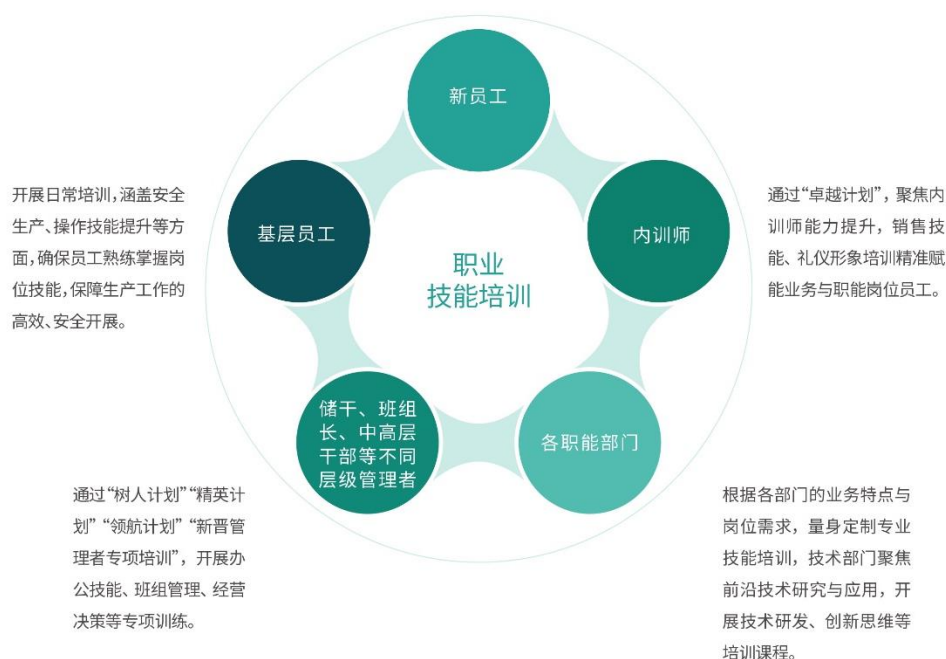 新员工
开展日常培训，涵盖安全
生产、操作技能提升等方
面，确保员工熟练掌握岗
位技能，保障生产工作的
高效、安全开展。
基层员工
职业
技能培训
内训师
通过“卓越计划”，聚焦内
训师能力提升，销售技
能、礼仪形象培训精准赋
能业务与职能岗位员工。
储干、班组
长、中高层
干部等不同
层级管理者
各职能部门
通过“树人计划”“精英计
划”“领航计划”“新晋管
理者专项培训”，开展办
公技能、班组管理、经营
决策等专项训练。
根据各部门的业务特点与
岗位需求，量身定制专业
技能培训，技术部门聚焦
前沿技术研究与应用，开
展技术研发、创新思维等
培训课程。